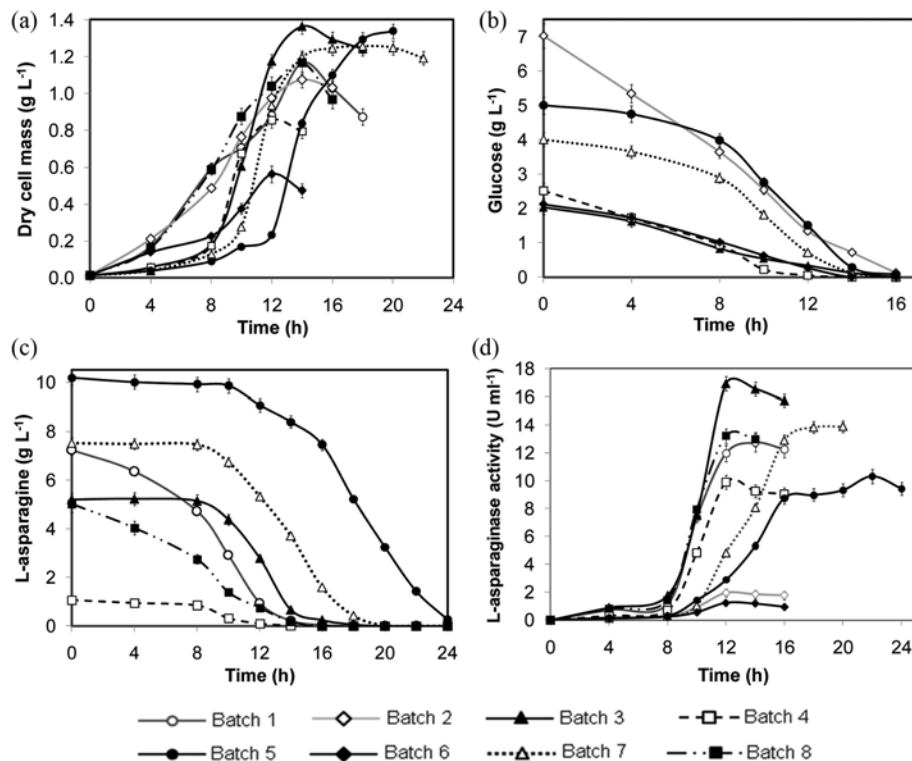 (a)
1.4
1.2
1.0
0.8
0.6
0.4
0.2
0.0
Dry cell mass (g L⁻¹)
0 4 8 12 16 20 24
Time (h)
(b)
7
6
5
4
3
2
1
0
Glucose (g L⁻¹)
0 4 8 12 16
Time (h)
(c)
10
8
6
4
2
0
L-asparagine (g L⁻¹)
0 4 8 12 16 20 24
Time (h)
(d)
18
16
14
12
10
8
6
4
2
0
L-asparaginase activity (U ml⁻¹)
0 4 8 12 16 20 24
Time (h)
Batch 1 Batch 2 Batch 3 Batch 4
Batch 5 Batch 6 Batch 7 Batch 8